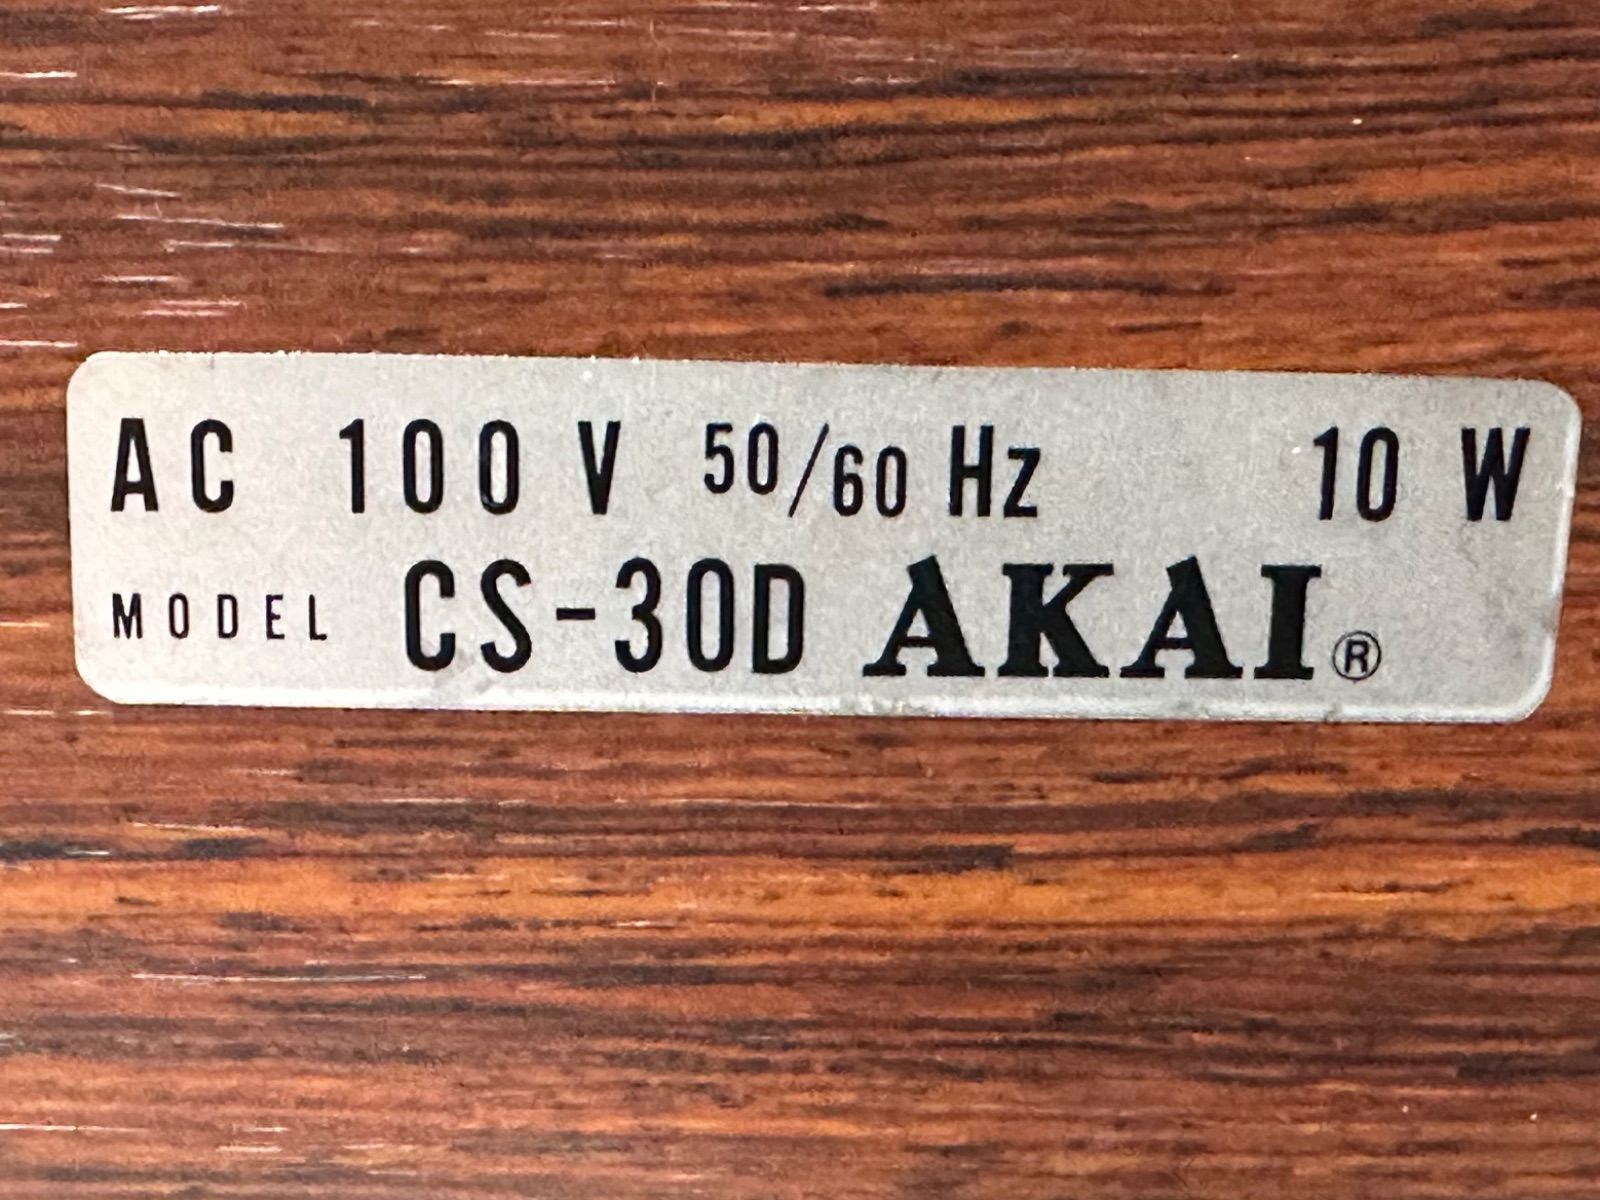 AC 100 V 50/60 Hz 10 W
MODEL CS-30D AKAI®